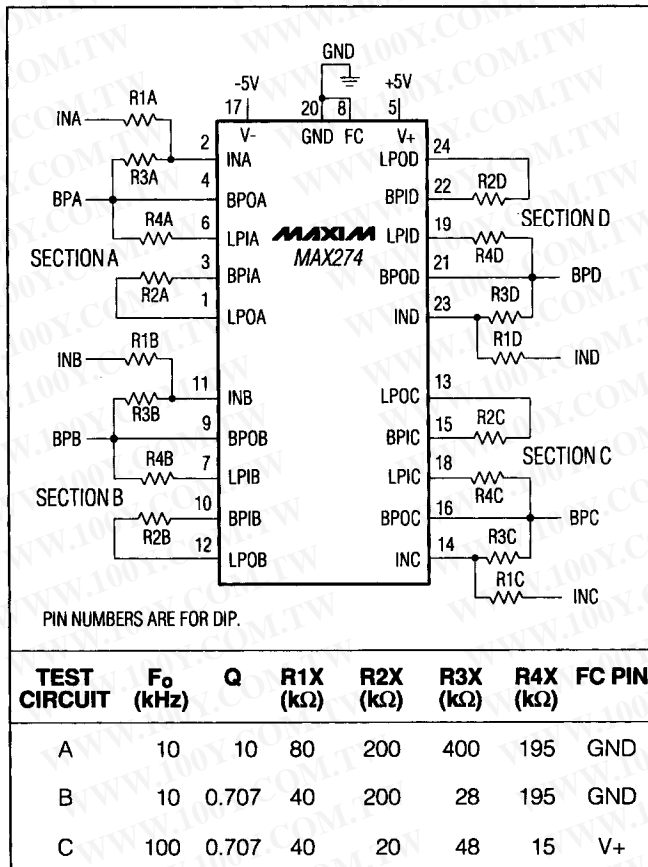 GND
-5V
+5V
17
20
8
5
V-
GND
FC
V+
INA
R1A
2
INA
R3A
BPA
4
BPOA
R4A
6
LPIA
SECTION A
3
BPIA
R2A
1
LPOA
INB
R1B
11
INB
R3B
BPB
9
BPOB
R4B
7
LPIB
SECTION B
10
BPIB
R2B
12
LPOB
MAXIM
MAX274
LPOD
24
BPID
22
R2D
SECTION D
LPID
19
R4D
BPOD
21
BPD
R3D
IND
23
R1D
IND
LPOC
13
BPIC
15
R2C
SECTION C
LPIC
18
R4C
BPOC
16
BPC
R3C
INC
14
R1C
INC
PIN NUMBERS ARE FOR DIP.
TEST CIRCUIT Fo (kHz) Q R1X (kΩ) R2X (kΩ) R3X (kΩ) R4X (kΩ) FC PIN
A 10 10 80 200 400 195 GND
B 10 0.707 40 200 28 195 GND
C 100 0.707 40 20 48 15 V+
WWW.100Y.COM.TW